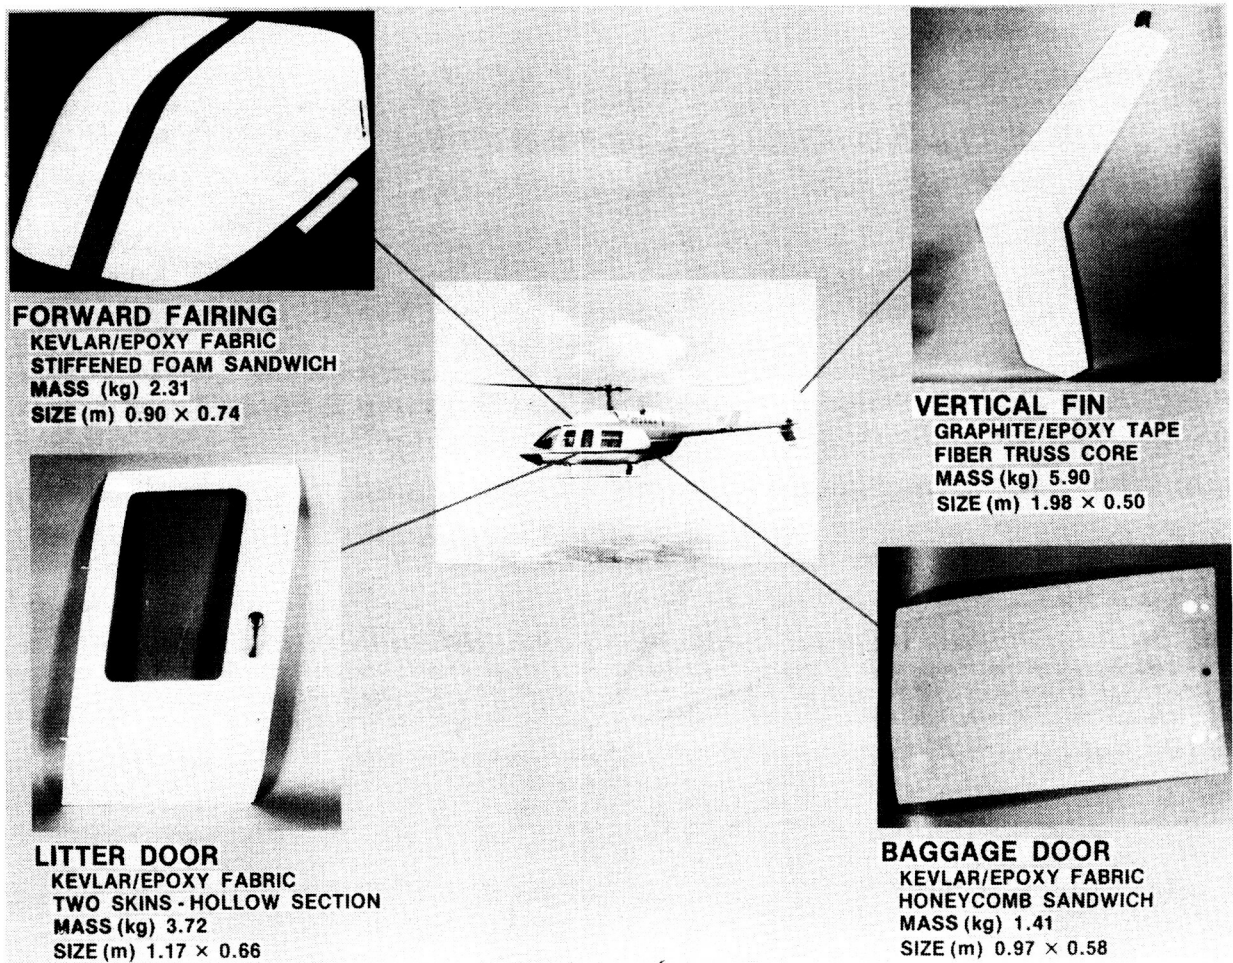 FORWARD FAIRING
KEVLAR/EPOXY FABRIC
STIFFENED FOAM SANDWICH
MASS (kg) 2.31
SIZE (m) 0.90 × 0.74
VERTICAL FIN
GRAPHITE/EPOXY TAPE
FIBER TRUSS CORE
MASS (kg) 5.90
SIZE (m) 1.98 × 0.50
LITTER DOOR
KEVLAR/EPOXY FABRIC
TWO SKINS - HOLLOW SECTION
MASS (kg) 3.72
SIZE (m) 1.17 × 0.66
BAGGAGE DOOR
KEVLAR/EPOXY FABRIC
HONEYCOMB SANDWICH
MASS (kg) 1.41
SIZE (m) 0.97 × 0.58